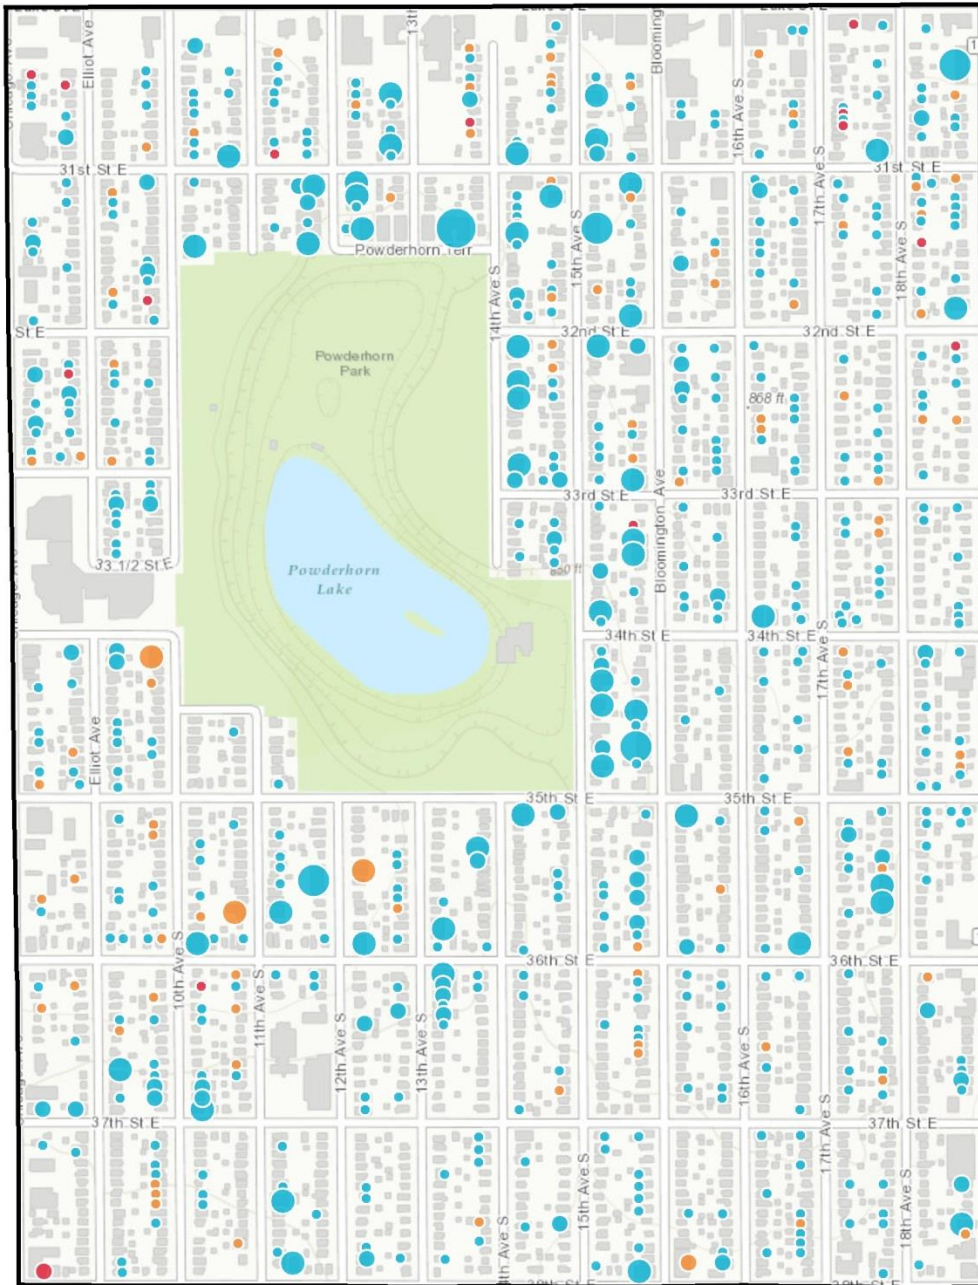 Elliot Ave
13th
Bloomin
16th Ave S
31st St E
31st St E
17th Ave S
15th Ave S
18th Ave S
Powderhorn Terr
14th Ave S
St E
32nd St E
32nd St E
Powderhorn
Park
868 ft
33rd St E
33rd St E
Bloomington Ave
33 1/2 St E
Powderhorn
Lake
34th St E
34th St E
17th Ave S
Elliot Ave
35th St E
35th St E
10th Ave S
36th St E
36th St E
11th Ave S
12th Ave S
13th Ave S
16th Ave S
37th St E
37th St E
17th Ave S
15th Ave S
18th Ave S